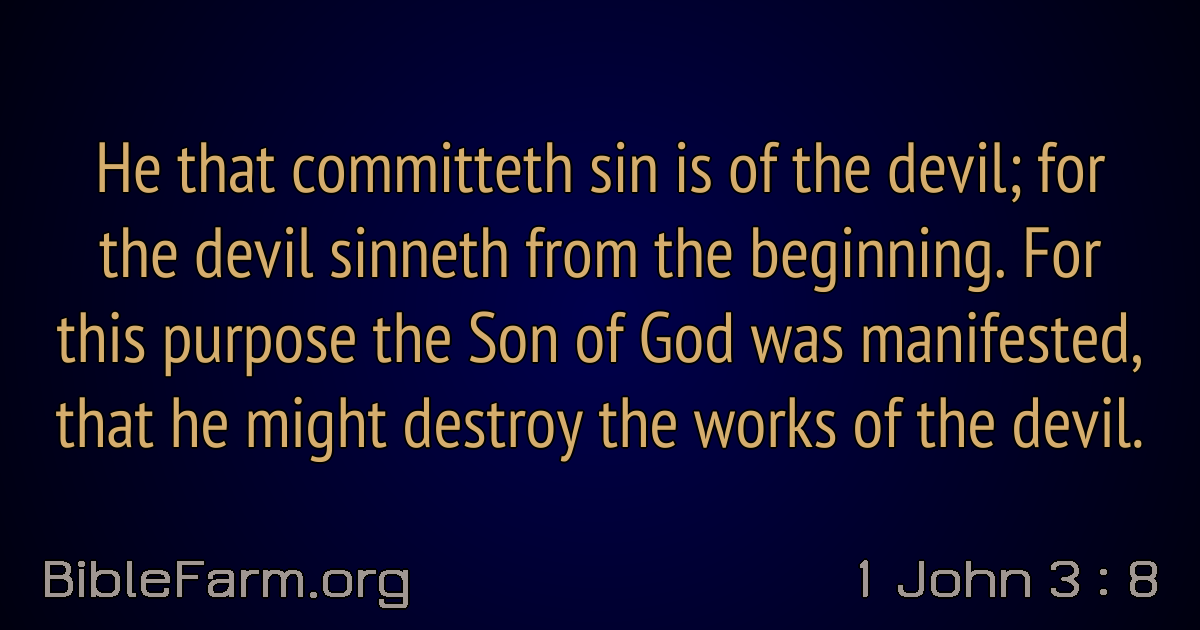 He that committeth sin is of the devil; for
the devil sinneth from the beginning. For
this purpose the Son of God was manifested,
that he might destroy the works of the devil.
BibleFarm.org
1 John 3 : 8